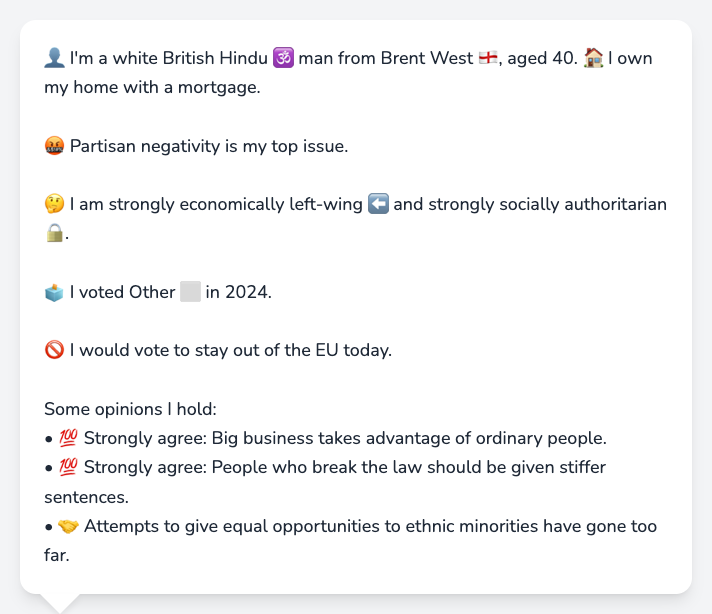 👤 I'm a white British Hindu 🕉️ man from Brent West 🏴󠁧󠁢󠁥󠁮󠁧󠁿, aged 40. 🏠 I own
my home with a mortgage.
🤬 Partisan negativity is my top issue.
🤔 I am strongly economically left-wing ⬅️ and strongly socially authoritarian
🔒.
🗳️ I voted Other ⬜ in 2024.
🚫 I would vote to stay out of the EU today.
Some opinions I hold:
• 💯 Strongly agree: Big business takes advantage of ordinary people.
• 💯 Strongly agree: People who break the law should be given stiffer
sentences.
• 🤝 Attempts to give equal opportunities to ethnic minorities have gone too
far.